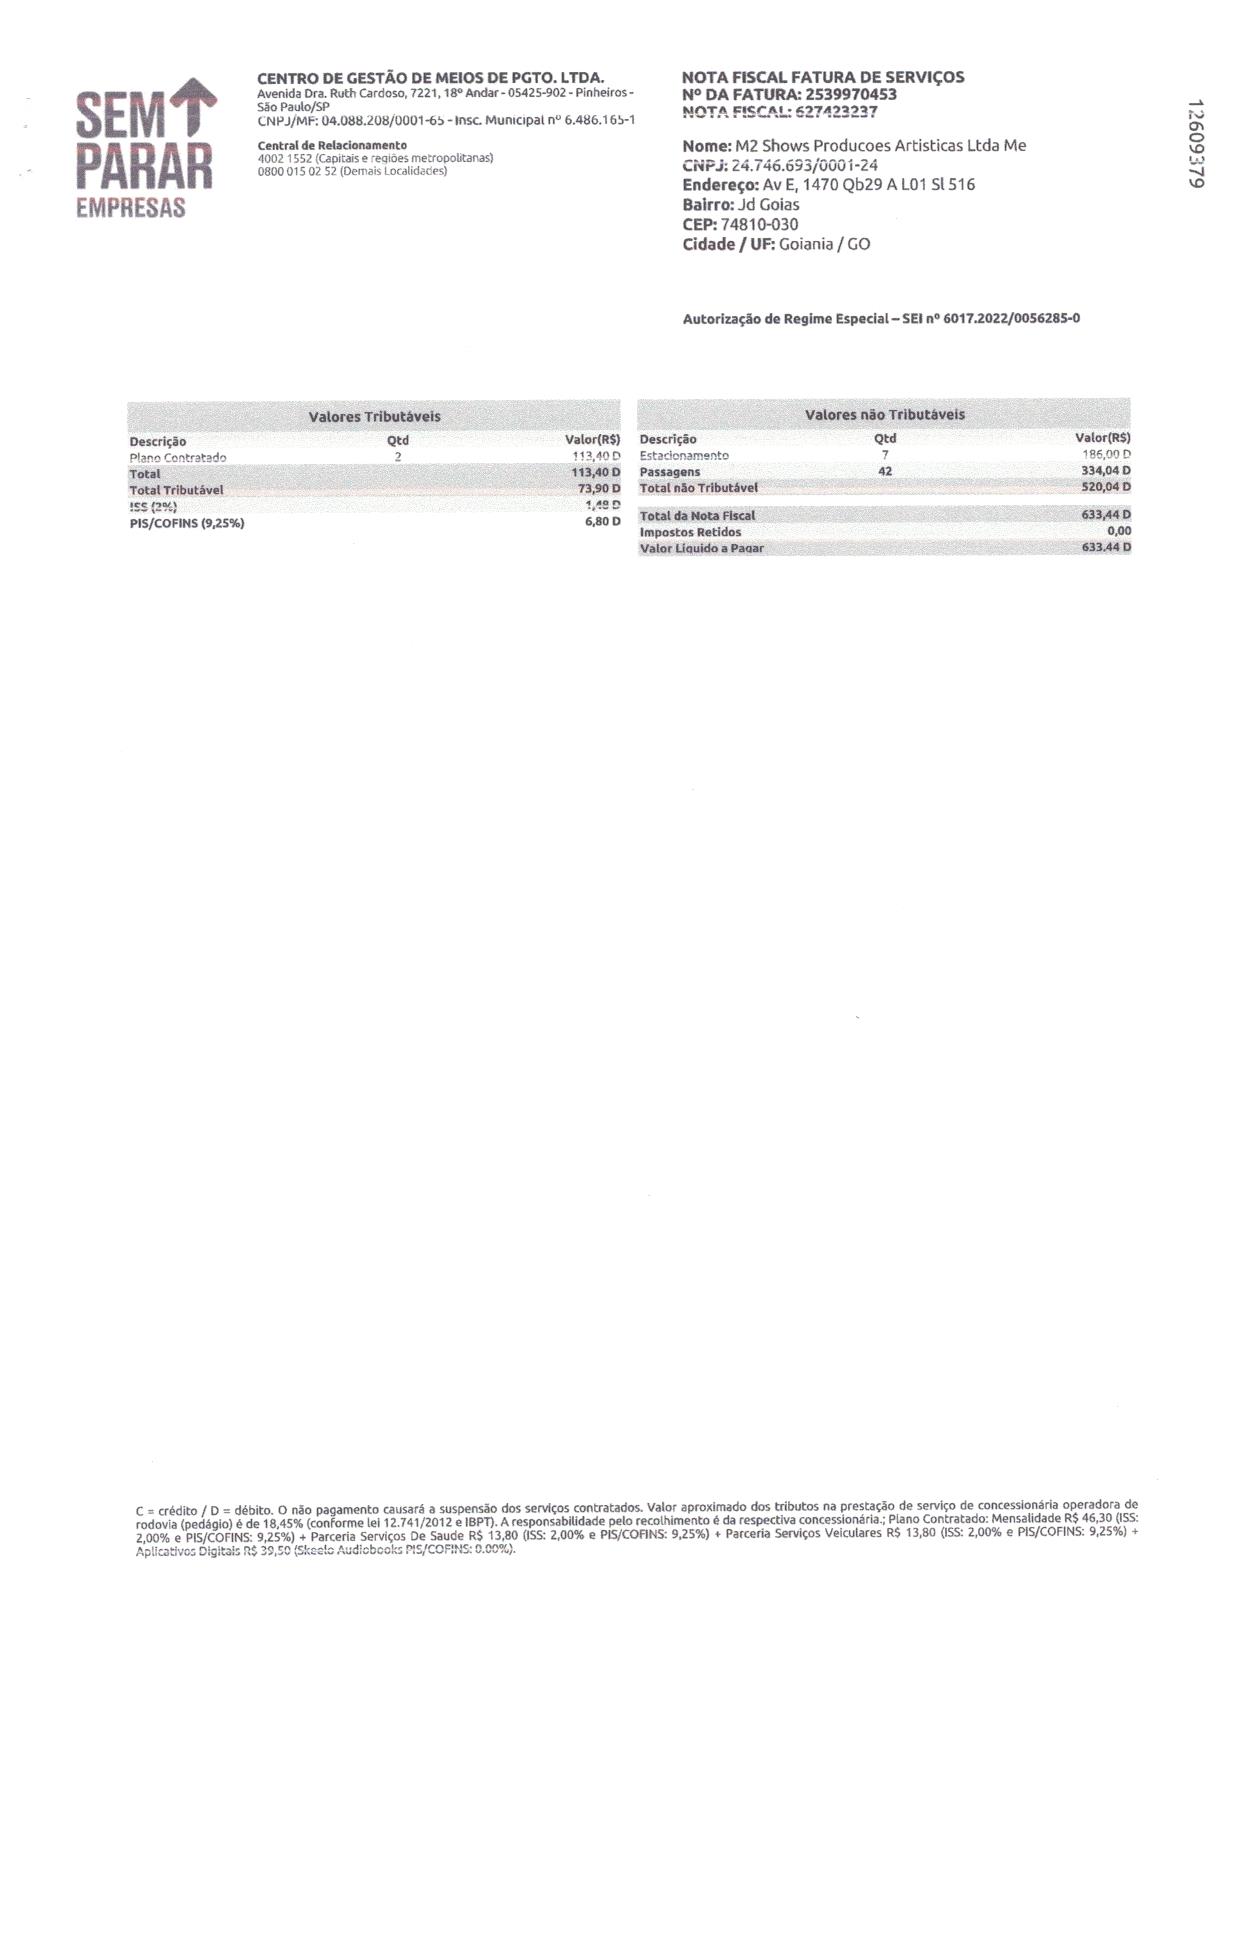 SEM
PARAR
EMPRESAS
CENTRO DE GESTÃO DE MEIOS DE PGTO. LTDA.
Avenida Dra. Ruth Cardoso, 7221, 18º Andar - 05425-902 - Pinheiros -
São Paulo/SP
CNPJ/MF: 04.088.208/0001-65 - Insc. Municipal nº 6.486.165-1
Central de Relacionamento
4002 1552 (Capitais e regiões metropolitanas)
0800 015 02 52 (Demais Localidades)
NOTA FISCAL FATURA DE SERVIÇOS
Nº DA FATURA: 2539970453
NOTA FISCAL: 627423237
Nome: M2 Shows Producoes Artisticas Ltda Me
CNPJ: 24.746.693/0001-24
Endereço: Av E, 1470 Qb29 A L01 Sl 516
Bairro: Jd Goias
CEP: 74810-030
Cidade / UF: Goiania / GO
12609379
Autorização de Regime Especial – SEI nº 6017.2022/0056285-0
Valores Tributáveis
Descrição Qtd Valor(R$)
Plano Contratado 2 113,40 D
Total 113,40 D
Total Tributável 73,90 D
ISS (2%) 1,48 D
PIS/COFINS (9,25%) 6,80 D
Valores não Tributáveis
Descrição Qtd Valor(R$)
Estacionamento 7 186,00 D
Passagens 42 334,04 D
Total não Tributável 520,04 D
Total da Nota Fiscal 633,44 D
Impostos Retidos 0,00
Valor Líquido a Pagar 633,44 D
C = crédito / D = débito. O não pagamento causará a suspensão dos serviços contratados. Valor aproximado dos tributos na prestação de serviço de concessionária operadora de
rodovia (pedágio) é de 18,45% (conforme lei 12.741/2012 e IBPT). A responsabilidade pelo recolhimento é da respectiva concessionária.; Plano Contratado: Mensalidade R$ 46,30 (ISS:
2,00% e PIS/COFINS: 9,25%) + Parceria Serviços De Saude R$ 13,80 (ISS: 2,00% e PIS/COFINS: 9,25%) + Parceria Serviços Veiculares R$ 13,80 (ISS: 2,00% e PIS/COFINS: 9,25%) +
Aplicativos Digitais R$ 39,50 (Skeelo Audiobooks PIS/COFINS: 0.00%).